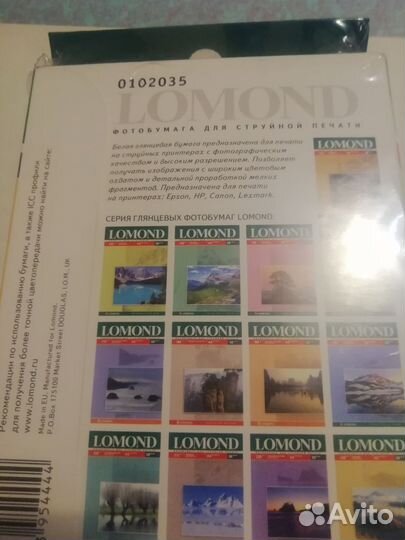 0102035
LOMOND
ФОТОБУМАГА ДЛЯ СТРУЙНОЙ ПЕЧАТИ
Белая глянцевая бумага предназначена для печати
на струйных принтерах с фотографическим
качеством и высоким разрешением. Позволяет
получать изображения с широким цветовым
охватом и детальной проработкой мелких
фрагментов. Предназначена для печати
на принтерах: Epson, HP, Canon, Lexmark.
СЕРИЯ ГЛЯНЦЕВЫХ ФОТОБУМАГ LOMOND:
LOMOND LOMOND LOMOND
LOMOND LOMOND LOMOND LOMOND
LOMOND LOMOND LOMOND LOMOND
Рекомендации по использованию бумаги, а также ICC профили
для получения более точной цветопередачи можно найти на сайте:
www.lomond.ru
Made in EU. Manufactured for Lomond.
P.O.Box 175108 Market Street DOUGLAS, I.O.M., UK
954444
Avito